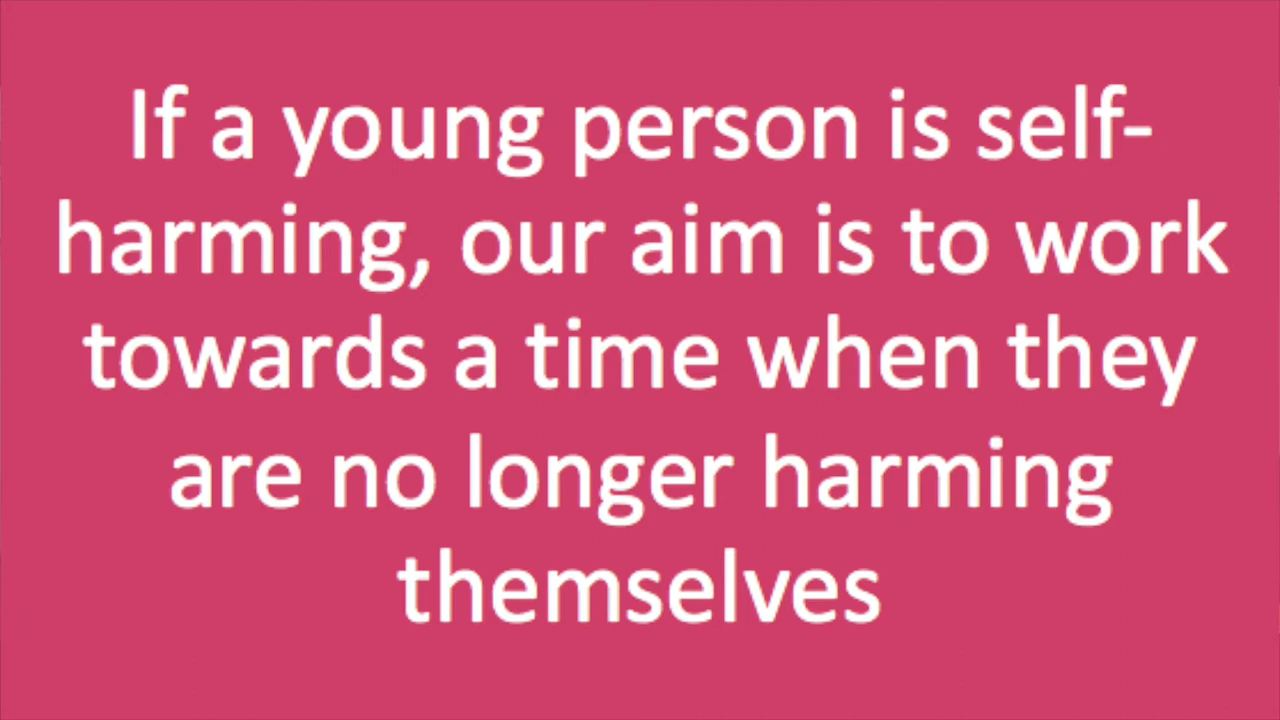 If a young person is self-
harming, our aim is to work
towards a time when they
are no longer harming
themselves